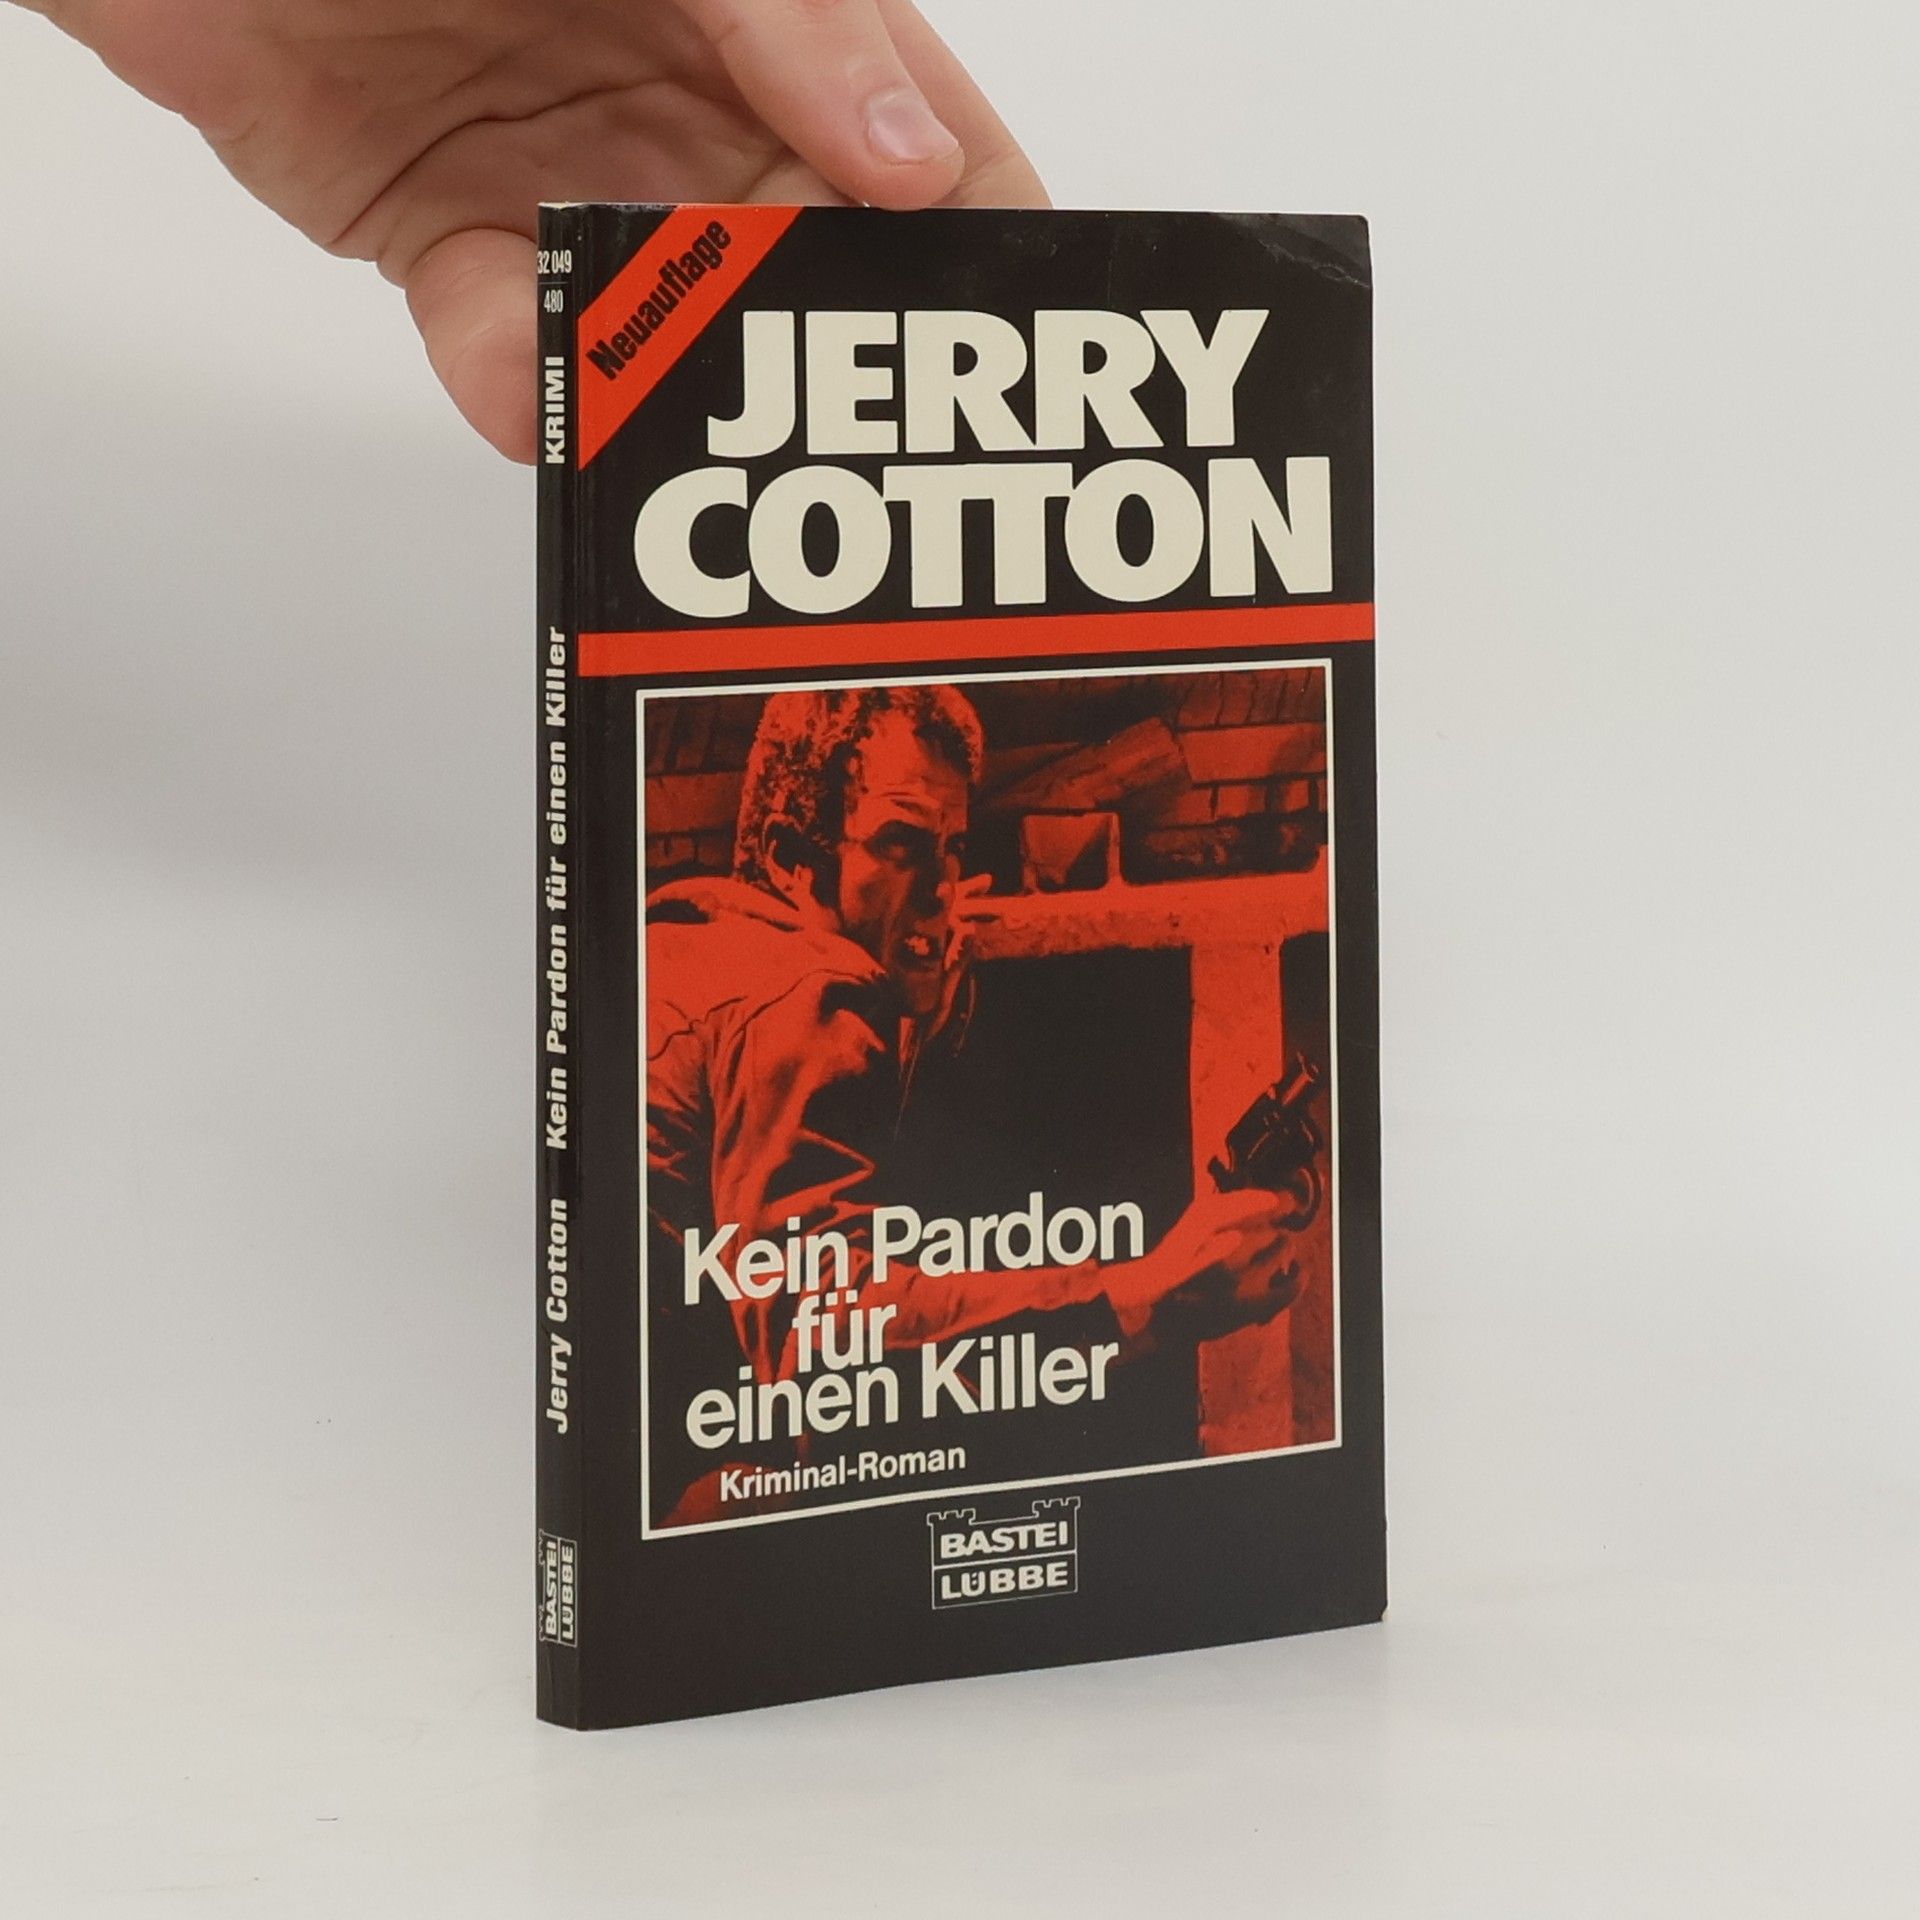 32 049
480
KRIMI
Kein Pardon für einen Killer
Jerry Cotton
BASTEI
LÜBBE
Neuauflage
JERRY
COTTON
Kein Pardon
für
einen Killer
Kriminal-Roman
BASTEI
LÜBBE